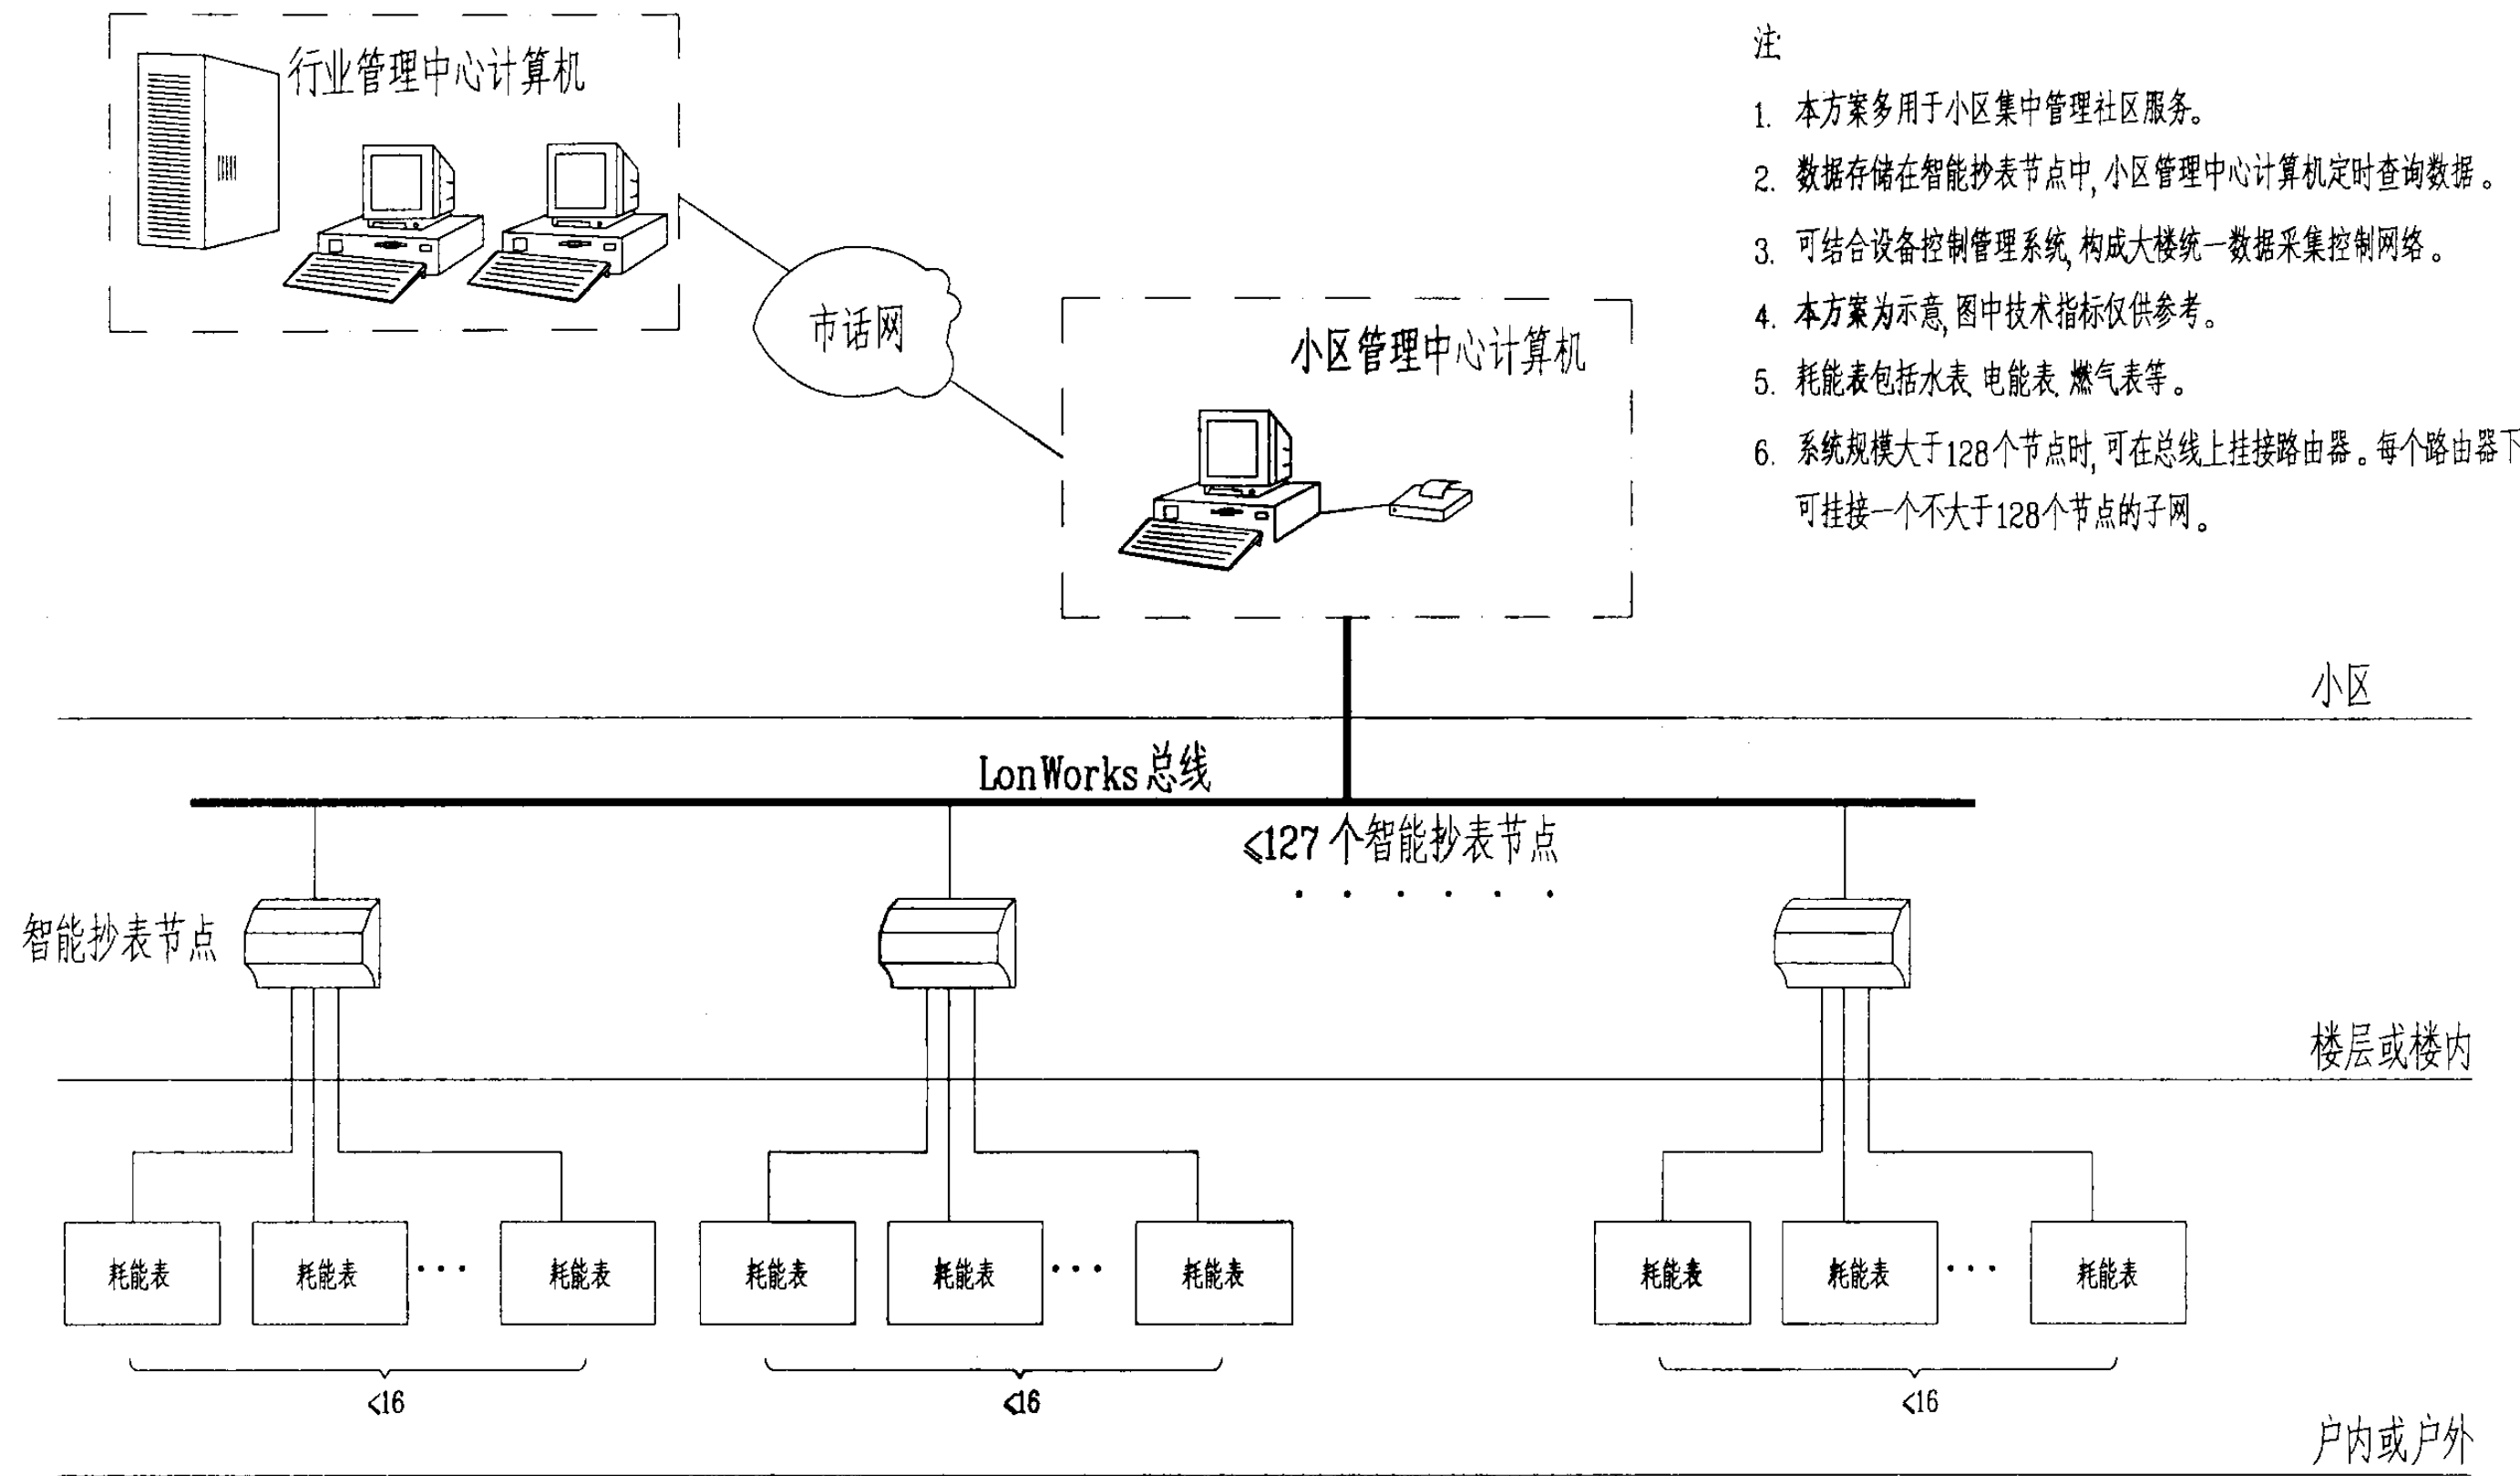 行业管理中心计算机
市话网
小区管理中心计算机
注:
1. 本方案多用于小区集中管理社区服务。
2. 数据存储在智能抄表节点中,小区管理中心计算机定时查询数据。
3. 可结合设备控制管理系统,构成大楼统一数据采集控制网络。
4. 本方案为示意,图中技术指标仅供参考。
5. 耗能表包括水表、电能表、燃气表等。
6. 系统规模大于128个节点时,可在总线上挂接路由器。每个路由器下
可挂接一个不大于128个节点的子网。
小区
LonWorks总线
≤127个智能抄表节点
······
智能抄表节点
楼层或楼内
耗能表 耗能表 ··· 耗能表 耗能表 耗能表 ··· 耗能表 耗能表 耗能表 ··· 耗能表
≤16 ≤16 ≤16
户内或户外